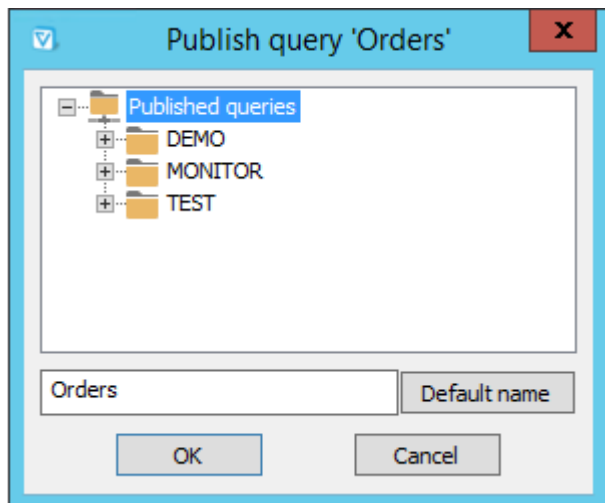 Publish query 'Orders'
x
Published queries
DEMO
MONITOR
TEST
Orders
Default name
OK
Cancel